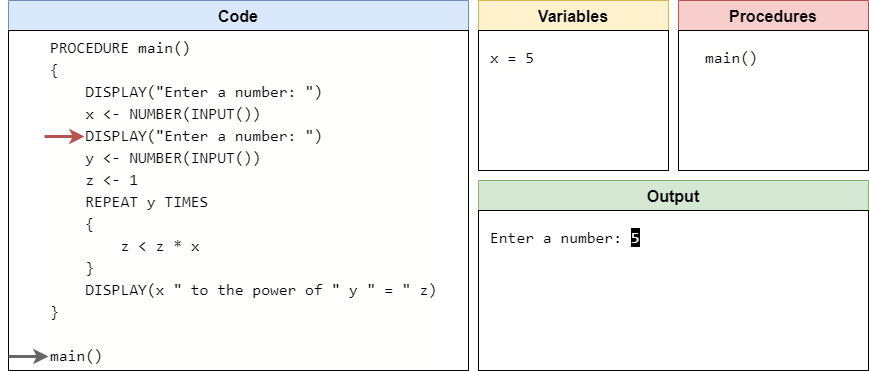 Code
PROCEDURE main()
{
DISPLAY("Enter a number: ")
x <- NUMBER(INPUT())
DISPLAY("Enter a number: ")
y <- NUMBER(INPUT())
z <- 1
REPEAT y TIMES
{
z < z * x
}
DISPLAY(x " to the power of " y " = " z)
}
main()
Variables
x = 5
Procedures
main()
Output
Enter a number: 5